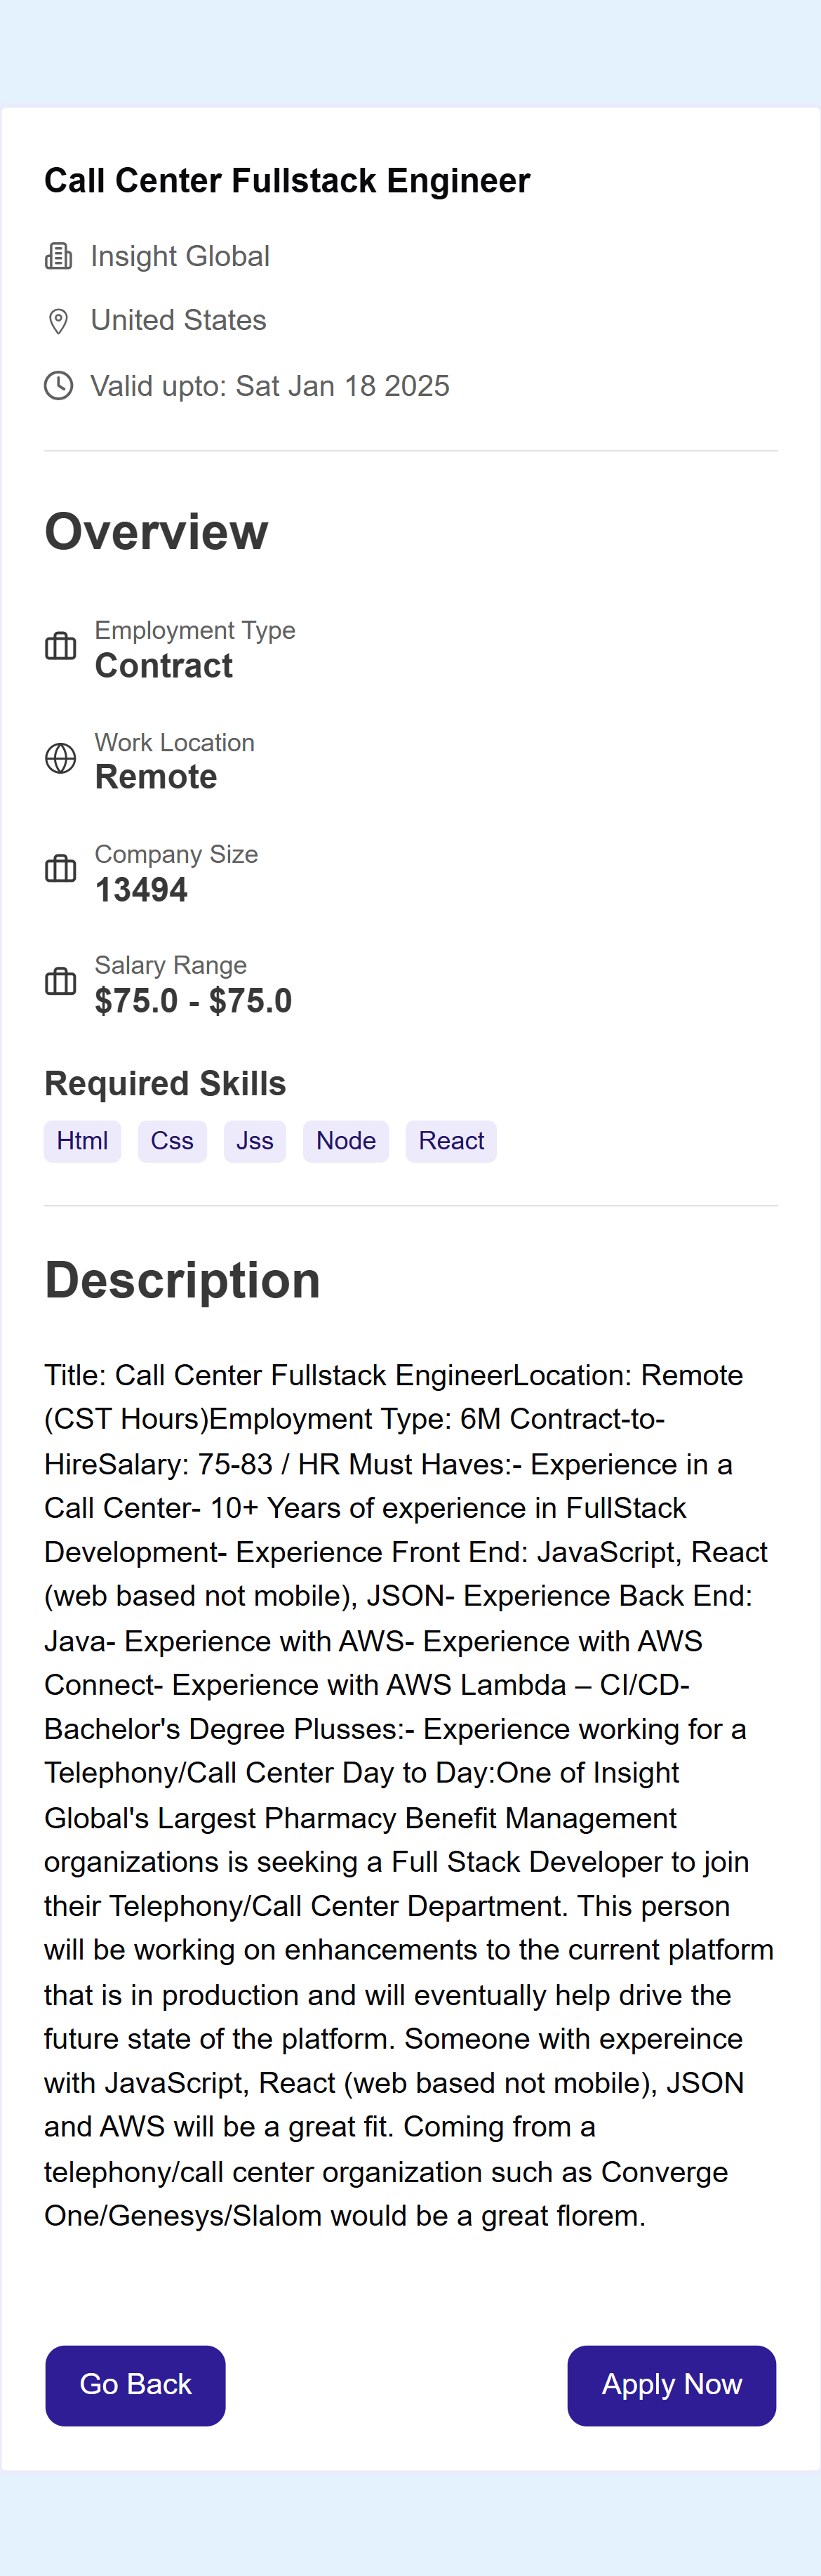 Call Center Fullstack Engineer
Insight Global
United States
Valid upto: Sat Jan 18 2025
Overview
Employment Type
Contract
Work Location
Remote
Company Size
13494
Salary Range
$75.0 - $75.0
Required Skills
Html Css Jss Node React
Description
Title: Call Center Fullstack EngineerLocation: Remote
(CST Hours)Employment Type: 6M Contract-to-
HireSalary: 75-83 / HR Must Haves:- Experience in a
Call Center- 10+ Years of experience in FullStack
Development- Experience Front End: JavaScript, React
(web based not mobile), JSON- Experience Back End:
Java- Experience with AWS- Experience with AWS
Connect- Experience with AWS Lambda – CI/CD-
Bachelor's Degree Plusses:- Experience working for a
Telephony/Call Center Day to Day:One of Insight
Global's Largest Pharmacy Benefit Management
organizations is seeking a Full Stack Developer to join
their Telephony/Call Center Department. This person
will be working on enhancements to the current platform
that is in production and will eventually help drive the
future state of the platform. Someone with expereince
with JavaScript, React (web based not mobile), JSON
and AWS will be a great fit. Coming from a
telephony/call center organization such as Converge
One/Genesys/Slalom would be a great florem.
Go Back Apply Now